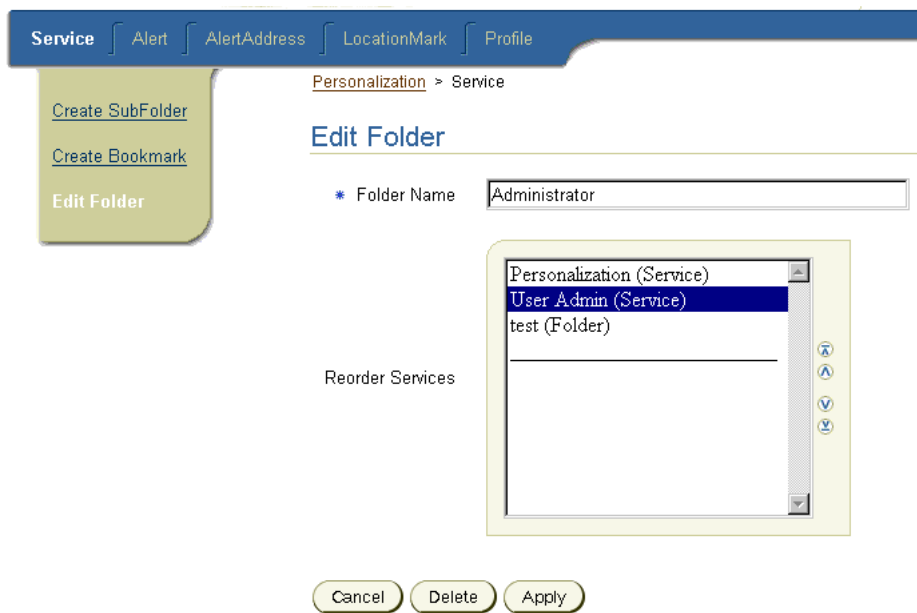 Service Alert AlertAddress LocationMark Profile
Create SubFolder
Create Bookmark
Edit Folder
Personalization > Service
Edit Folder
* Folder Name Administrator
Reorder Services
Personalization (Service)
User Admin (Service)
test (Folder)
Cancel Delete Apply